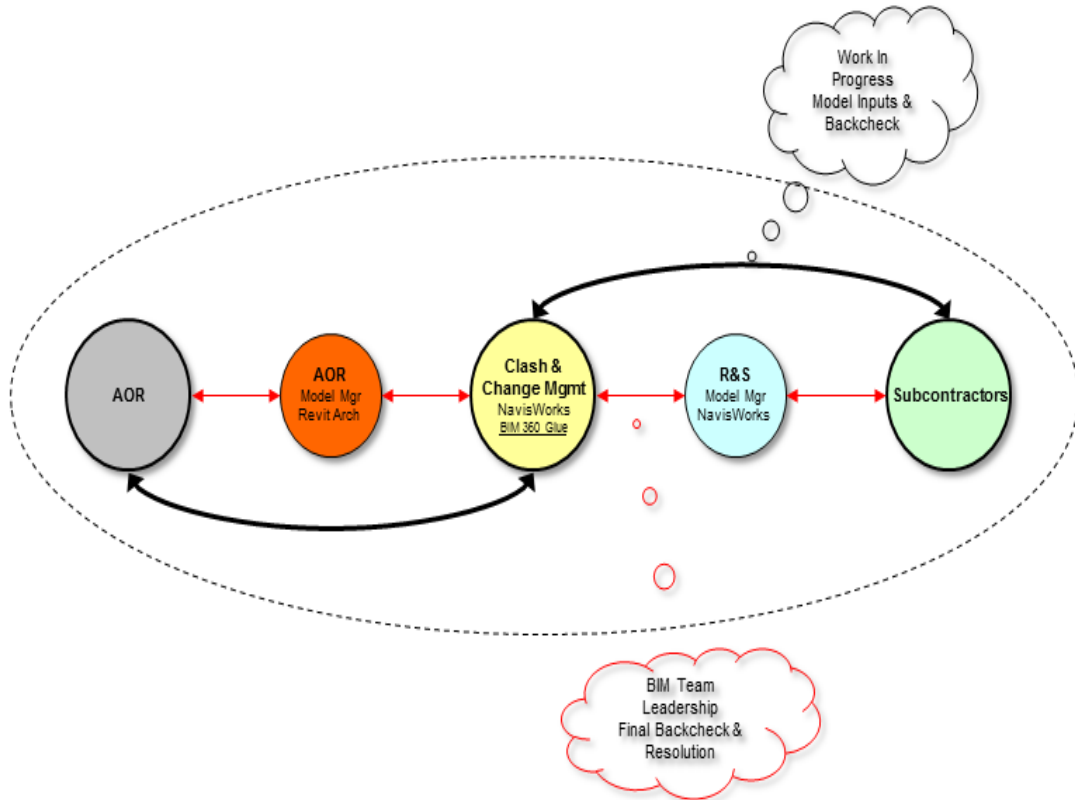 Work In
Progress
Model Inputs &
Backcheck
AOR
AOR
Model Mgr
Revit Arch
Clash &
Change Mgmt
NavisWorks
BIM 360 Glue
R&S
Model Mgr
NavisWorks
Subcontractors
BIM Team
Leadership
Final Backcheck &
Resolution